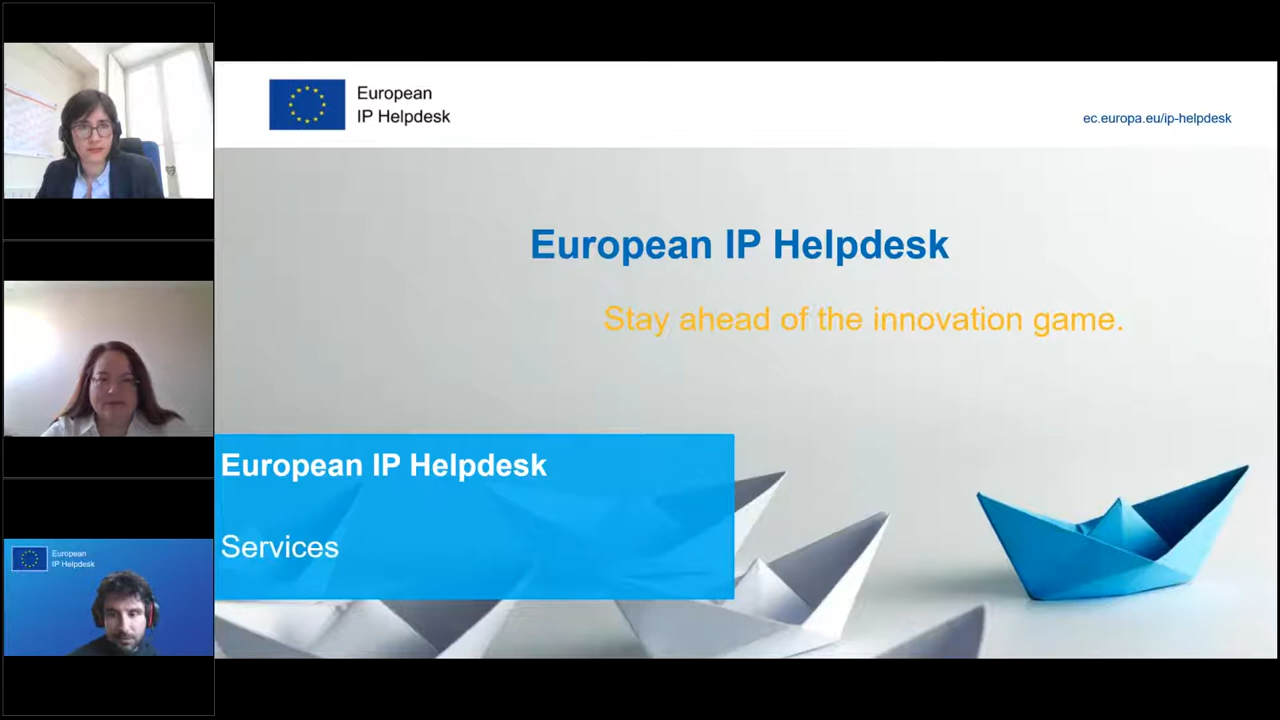 European
IP Helpdesk
ec.europa.eu/ip-helpdesk
European IP Helpdesk
Stay ahead of the innovation game.
European IP Helpdesk
Services
European
IP Helpdesk